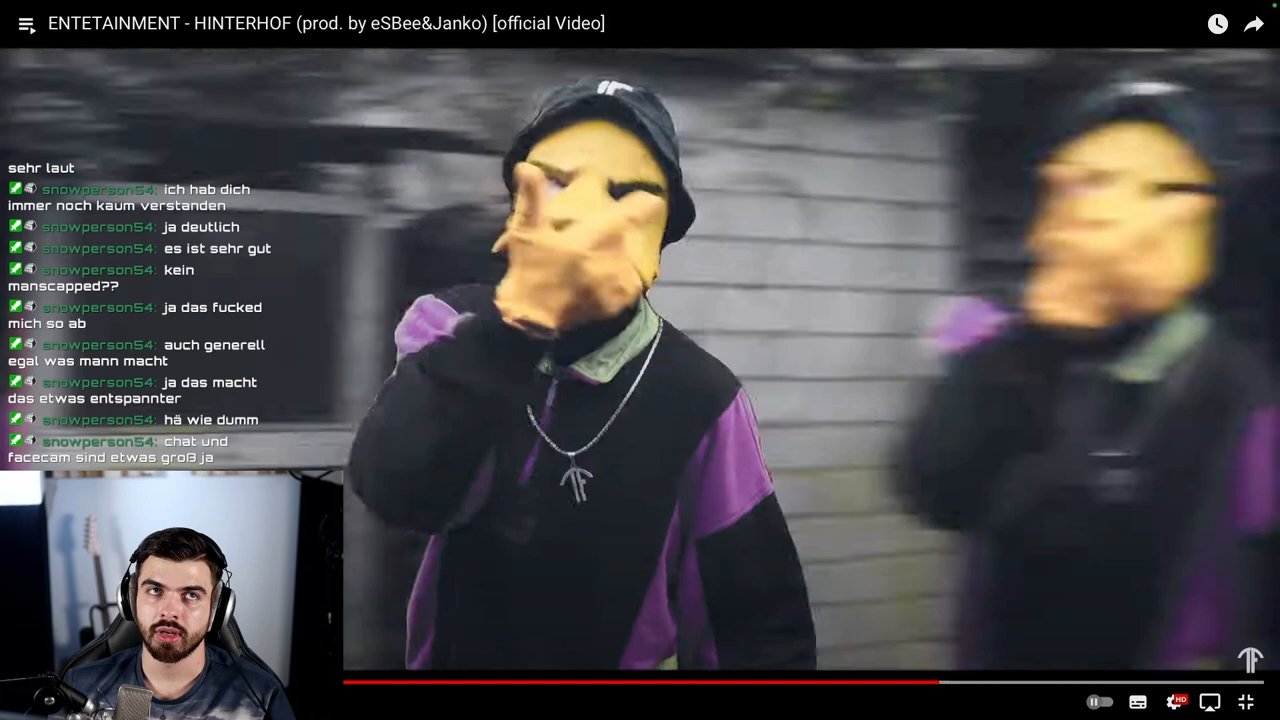 ENTETAINMENT - HINTERHOF (prod. by eSBee&Janko) [official Video]
sehr laut
snowperson54: ich hab dich
immer noch kaum verstanden
snowperson54: ja deutlich
snowperson54: es ist sehr gut
snowperson54: kein
manscapped??
snowperson54: ja das fucked
mich so ab
snowperson54: auch generell
egal was mann macht
snowperson54: ja das macht
das etwas entspannter
snowperson54: hä wie dumm
snowperson54: chat und
facecam sind etwas groß ja
HD